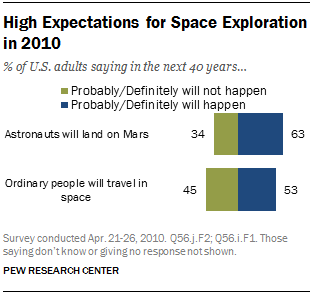 High Expectations for Space Exploration
in 2010
% of U.S. adults saying in the next 40 years...
Probably/Definitely will not happen
Probably/Definitely will happen
Astronauts will land on Mars 34 63
Ordinary people will travel in
space 45 53
Survey conducted Apr. 21-26, 2010. Q56.j.F2; Q56.i.F1. Those
saying don't know or giving no response not shown.
PEW RESEARCH CENTER